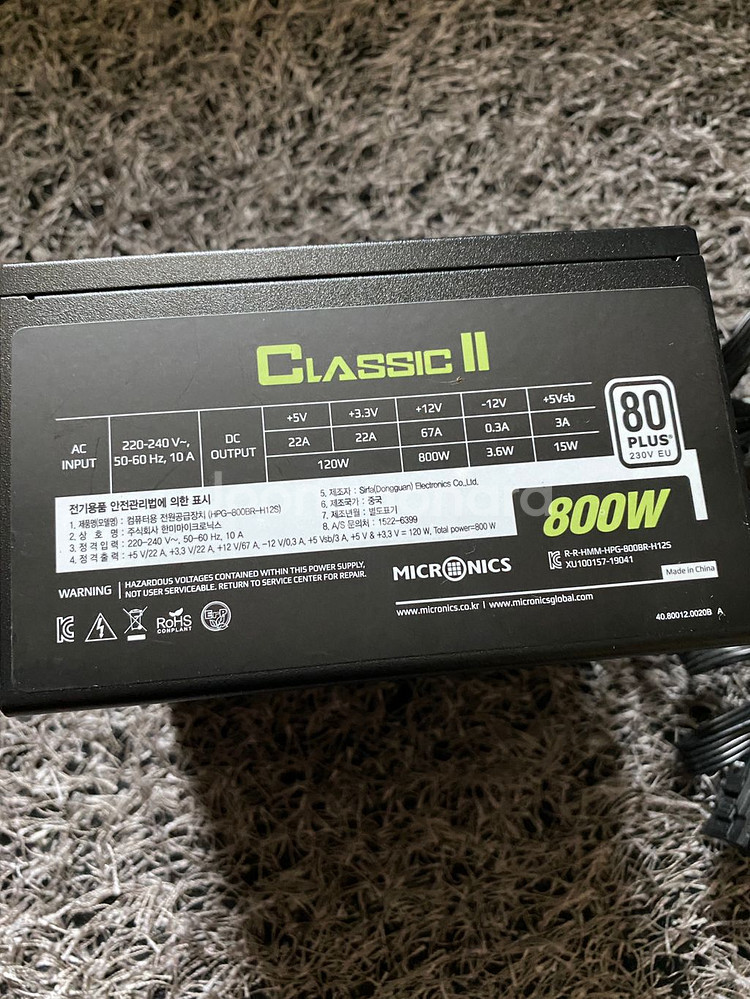 CLASSIC II
AC INPUT
220-240 V~, 50-60 Hz, 10 A
DC OUTPUT
+5V +3.3V +12V -12V +5Vsb
22A 22A 67A 0.3A 3A
120W 800W 3.6W 15W
80 PLUS®
230V EU
전기용품 안전관리법에 의한 표시
1. 제품명(모델명) : 컴퓨터용 전원공급장치 (HPG-800BR-H12S)
2. 상 호 명 : 주식회사 한미마이크로닉스
3. 정격입력 : 220-240V~, 50-60 Hz, 10 A
4. 정격출력 : +5 V/22 A, +3.3 V/22 A, +12 V/67 A, -12 V/0.3 A, +5 Vsb/3 A, +5 V & +3.3 V = 120 W, Total power=800 W
5. 제조자 : Sirfa(Dongguan) Electronics Co.,Ltd.
6. 제조국가 : 중국
7. 제조년월 : 별도표기
8. A/S 문의처 : 1522-6399
800W
WARNING
HAZARDOUS VOLTAGES CONTAINED WITHIN THIS POWER SUPPLY,
NOT USER SERVICEABLE. RETURN TO SERVICE CENTER FOR REPAIR.
MICRONICS
R-R-HMM-HPG-800BR-H12S
XU100157-19041
Made in China
www.micronics.co.kr | www.micronicsglobal.com
RoHS
COMPLIANT
ErP
40.80012.0020B A